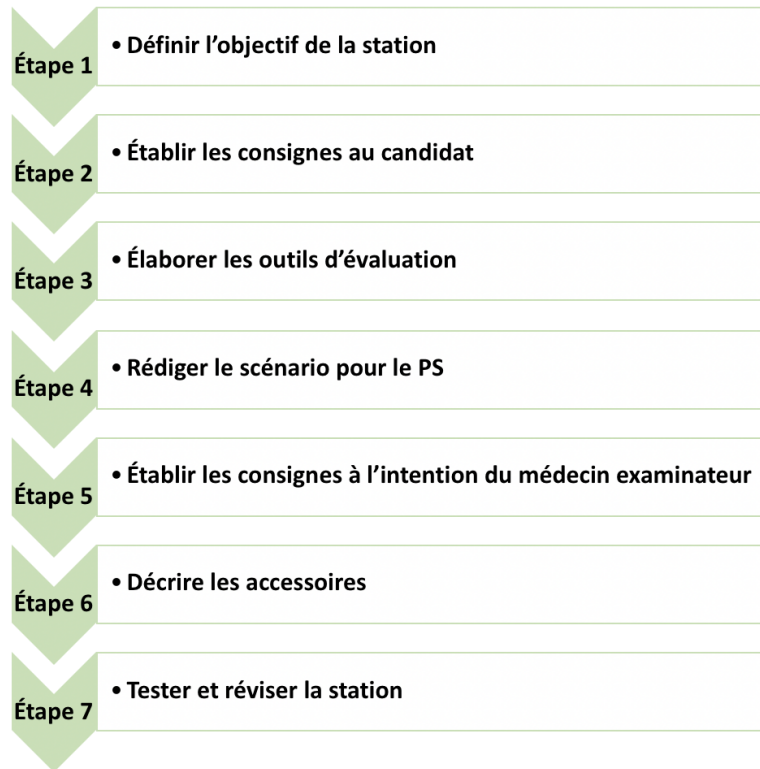 Étape 1
• Définir l’objectif de la station
Étape 2
• Établir les consignes au candidat
Étape 3
• Élaborer les outils d’évaluation
Étape 4
• Rédiger le scénario pour le PS
Étape 5
• Établir les consignes à l’intention du médecin examinateur
Étape 6
• Décrire les accessoires
Étape 7
• Tester et réviser la station